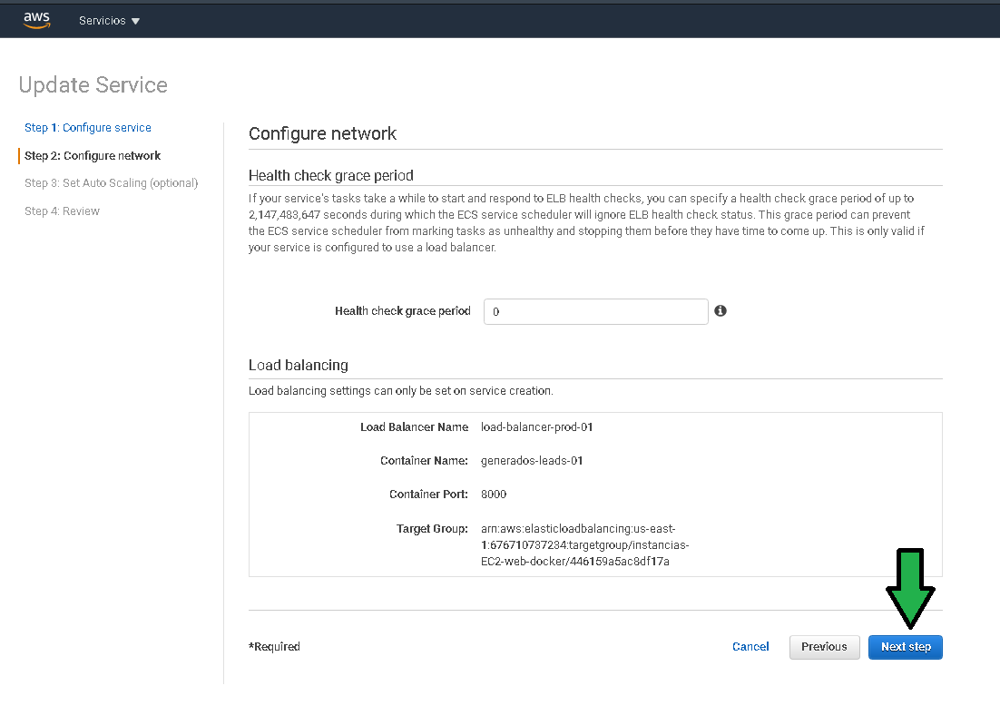 aws Servicios
Update Service
Step 1: Configure service
Step 2: Configure network
Step 3: Set Auto Scaling (optional)
Step 4: Review
Configure network
Health check grace period
If your service's tasks take a while to start and respond to ELB health checks, you can specify a health check grace period of up to
2,147,483,647 seconds during which the ECS service scheduler will ignore ELB health check status. This grace period can prevent
the ECS service scheduler from marking tasks as unhealthy and stopping them before they have time to come up. This is only valid if
your service is configured to use a load balancer.
Health check grace period 0
Load balancing
Load balancing settings can only be set on service creation.
Load Balancer Name load-balancer-prod-01
Container Name: generados-leads-01
Container Port: 8000
Target Group: arn:aws:elasticloadbalancing:us-east-
1:676710737234:targetgroup/instancias-
EC2-web-docker/446159a5ac8df17a
*Required Cancel Previous Next step